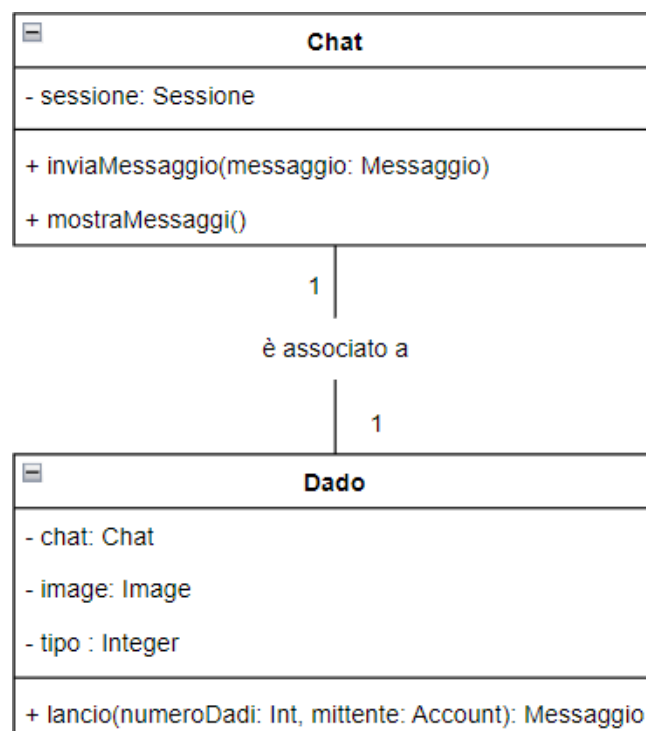 Chat
- sessione: Sessione
+ inviaMessaggio(messaggio: Messaggio)
+ mostraMessaggi()
1
è associato a
1
Dado
- chat: Chat
- image: Image
- tipo : Integer
+ lancio(numeroDadi: Int, mittente: Account): Messaggio